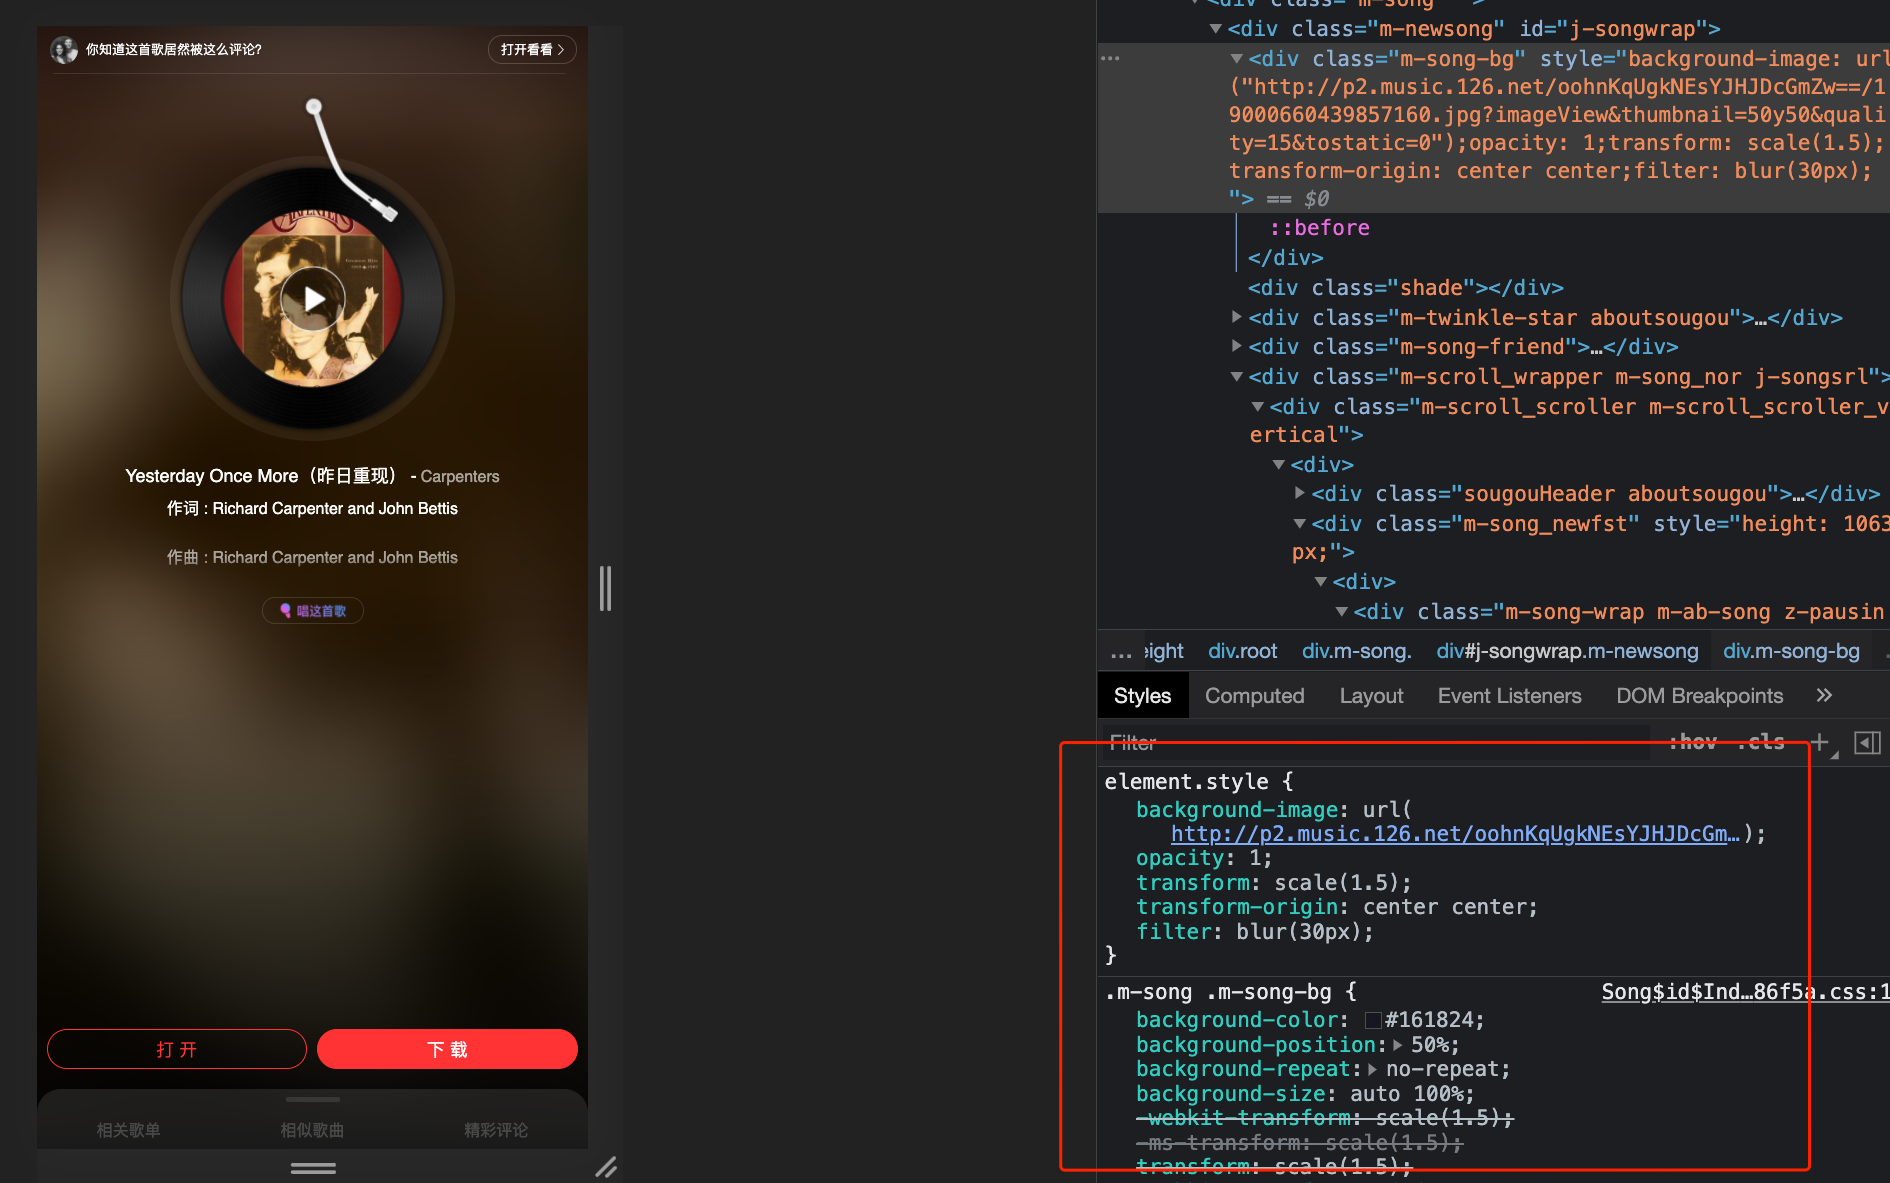 你知道这首歌居然被这么评论?
打开看看
CARPENTERS
Yesterday Once More（昨日重现） - Carpenters
作词 : Richard Carpenter and John Bettis
作曲 : Richard Carpenter and John Bettis
唱这首歌
打 开
下 载
相关歌单
相似歌曲
精彩评论
<div class="m-newsong" id="j-songwrap">
<div class="m-song-bg" style="background-image: url
("http://p2.music.126.net/oohnKqUgkNEsYJHJDcGmZw==/1
9000660439857160.jpg?imageView&thumbnail=50y50&quali
ty=15&tostatic=0");opacity: 1;transform: scale(1.5);
transform-origin: center center;filter: blur(30px);
"> == $0
::before
</div>
<div class="shade"></div>
<div class="m-twinkle-star aboutsougou">…</div>
<div class="m-song-friend">…</div>
<div class="m-scroll_wrapper m-song_nor j-songsrl">
<div class="m-scroll_scroller m-scroll_scroller_v
ertical">
<div>
<div class="sougouHeader aboutsougou">…</div>
<div class="m-song_newfst" style="height: 1063
px;">
<div>
<div class="m-song-wrap m-ab-song z-pausin
… eight div.root div.m-song. div#j-songwrap.m-newsong div.m-song-bg
Styles Computed Layout Event Listeners DOM Breakpoints »
Filter :hov .cls +
element.style {
background-image: url(
http://p2.music.126.net/oohnKqUgkNEsYJHJDcGm…);
opacity: 1;
transform: scale(1.5);
transform-origin: center center;
filter: blur(30px);
}
.m-song .m-song-bg { Song$id$Ind…86f5a.css:1
background-color: #161824;
background-position: 50%;
background-repeat: no-repeat;
background-size: auto 100%;
-webkit-transform: scale(1.5);
-ms-transform: scale(1.5);
transform: scale(1.5);